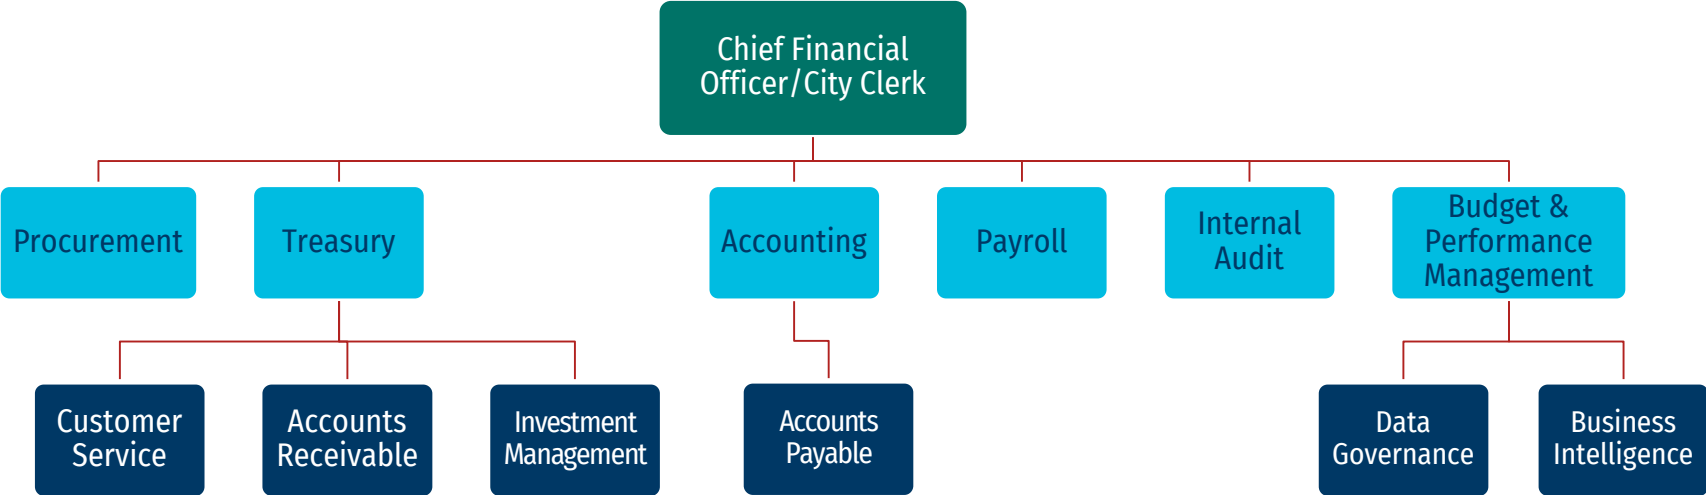 Chief Financial
Officer/City Clerk
Procurement
Treasury
Accounting
Payroll
Internal
Audit
Budget &
Performance
Management
Customer
Service
Accounts
Receivable
Investment
Management
Accounts
Payable
Data
Governance
Business
Intelligence